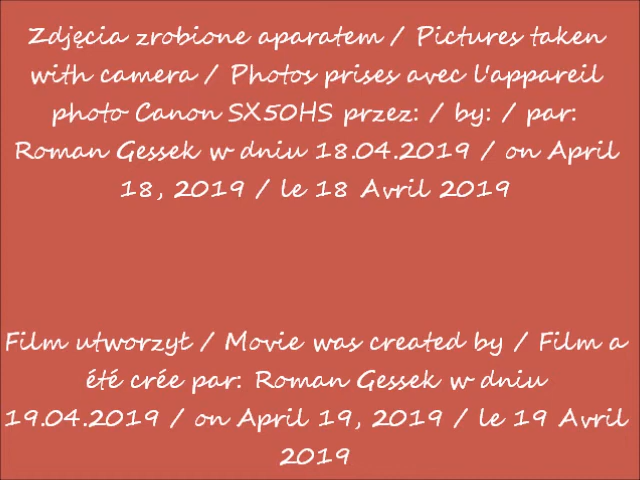 Zdjęcia zrobione aparatem / Pictures taken
with camera / Photos prises avec l'appareil
photo Canon SX50HS przez: / by: / par:
Roman Gessek w dniu 18.04.2019 / on April
18, 2019 / le 18 Avril 2019
Film utworzył / Movie was created by / Film a
été crée par: Roman Gessek w dniu
19.04.2019 / on April 19, 2019 / le 19 Avril
2019